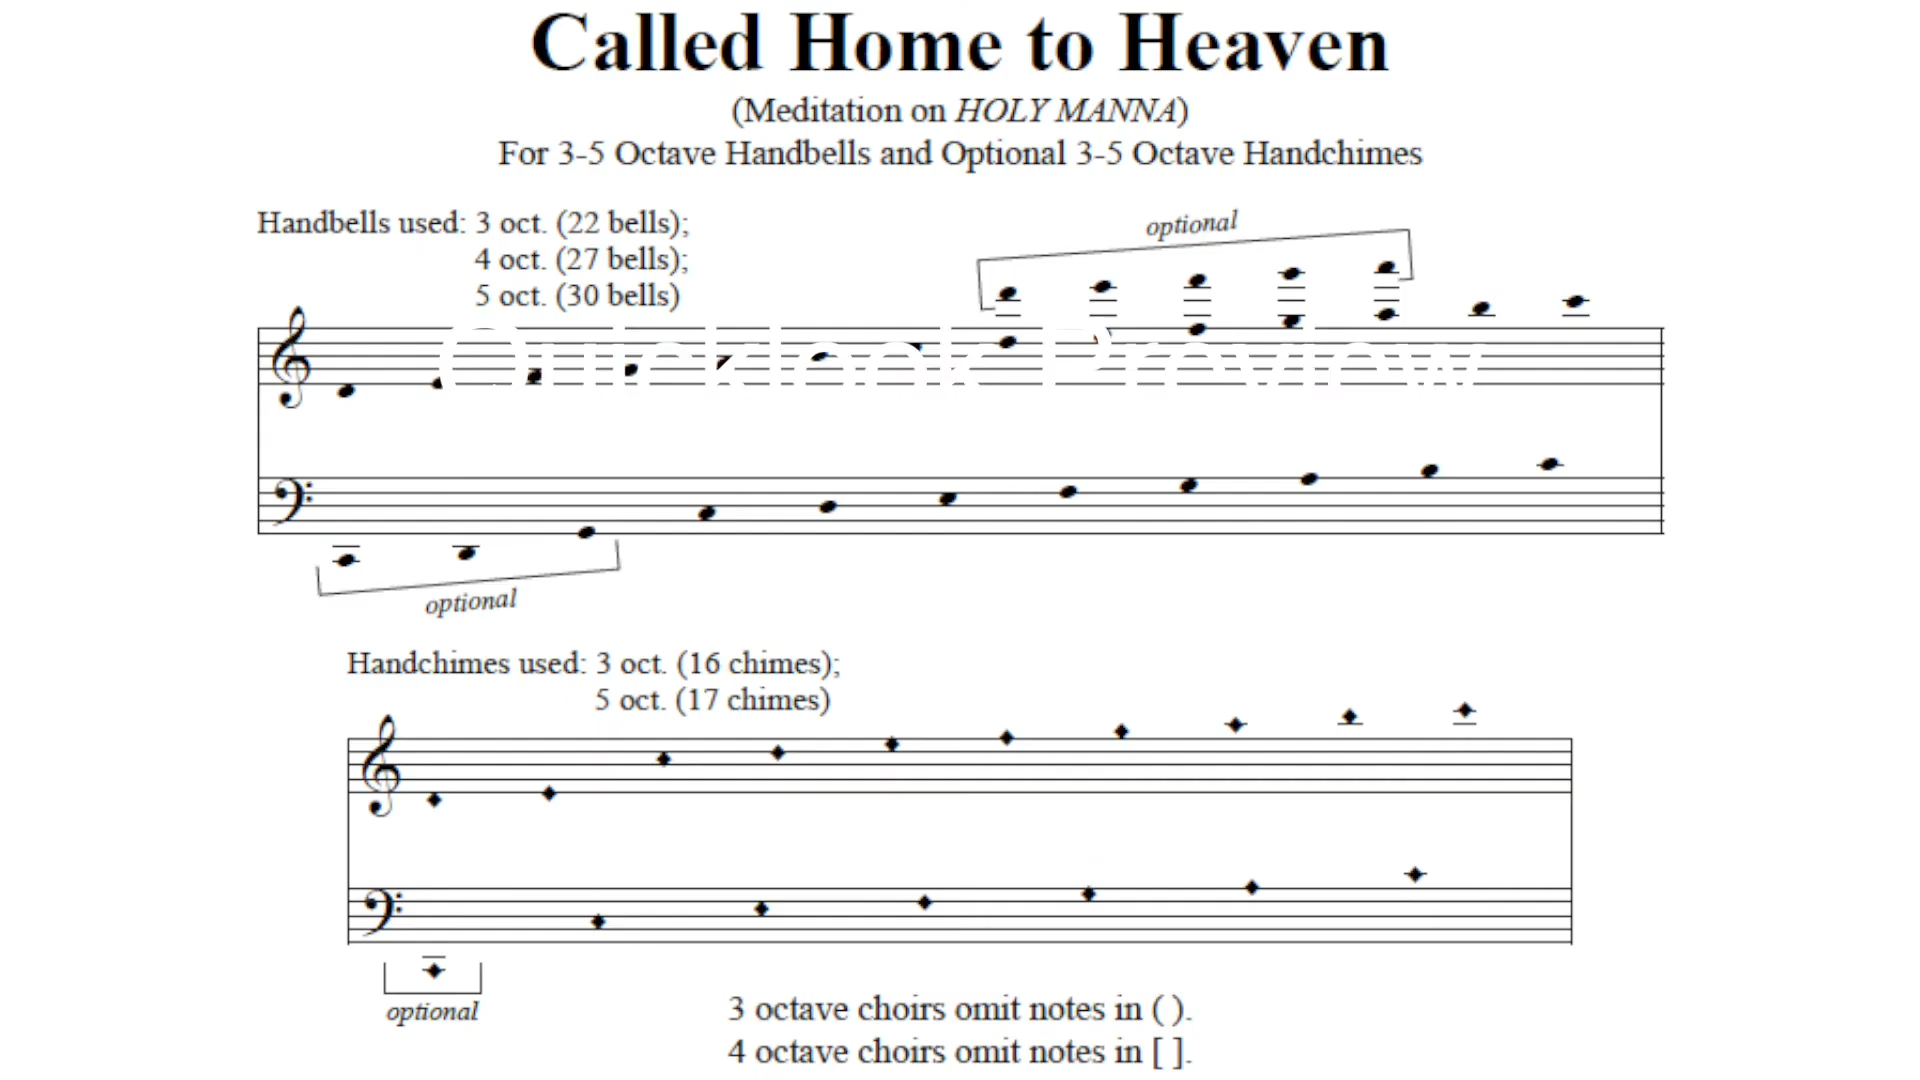 Called Home to Heaven
(Meditation on HOLY MANNA)
For 3-5 Octave Handbells and Optional 3-5 Octave Handchimes
Handbells used: 3 oct. (22 bells);
4 oct. (27 bells);
5 oct. (30 bells)
optional
Quicklook Preview
optional
Handchimes used: 3 oct. (16 chimes);
5 oct. (17 chimes)
optional
3 octave choirs omit notes in ( ).
4 octave choirs omit notes in [ ].